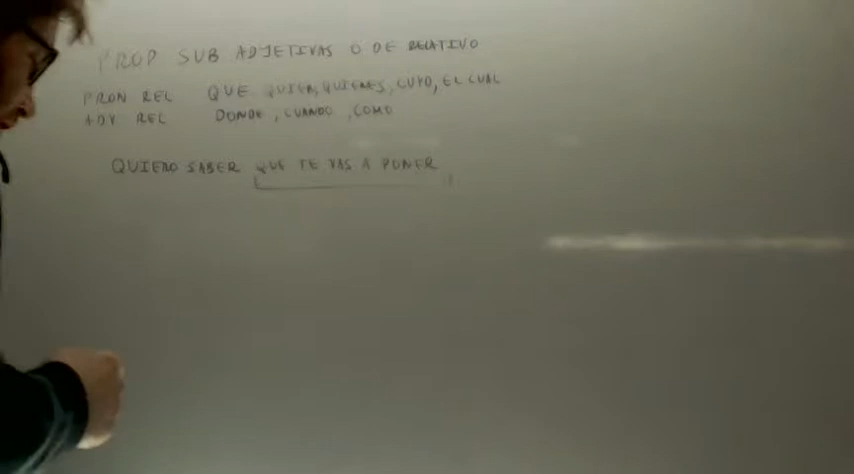 PROP SUB ADJETIVAS O DE RELATIVO
PRON REL QUE QUIEN, QUIENES, CUYO, EL CUAL
ADV REL DONDE, CUANDO, COMO
QUIERO SABER QUE TE VAS A PONER